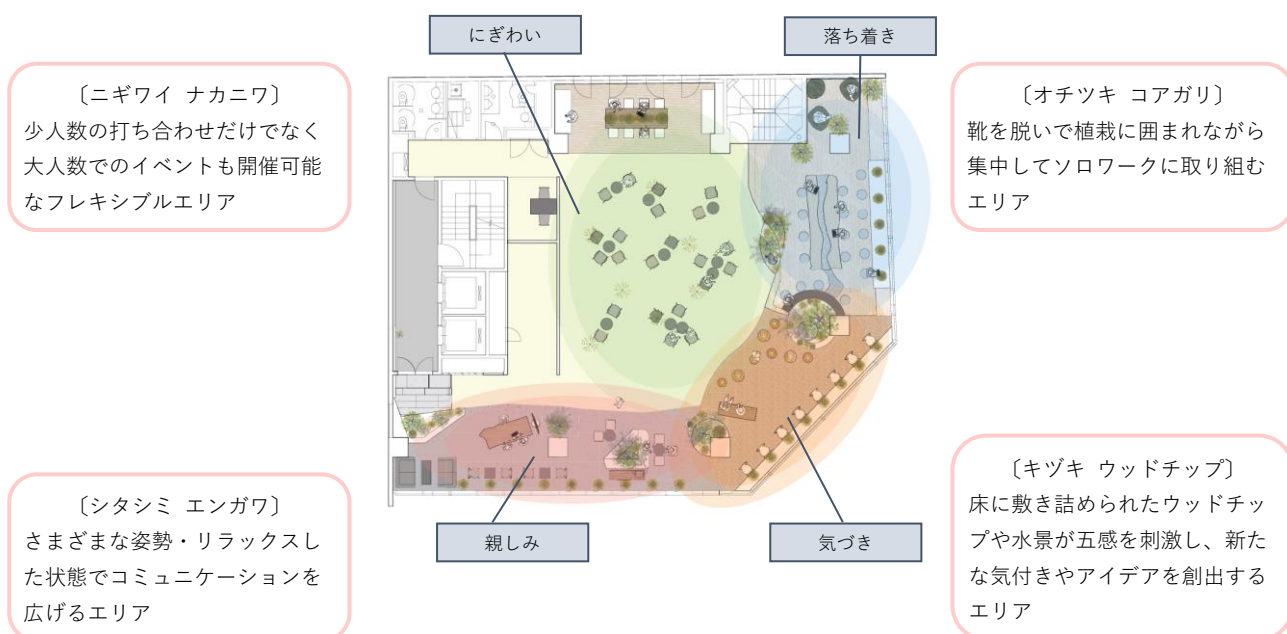 にぎわい
落ち着き
〔ニギワイ ナカニワ〕
少人数の打ち合わせだけでなく
大人数でのイベントも開催可能
なフレキシブルエリア
〔オチツキ コアガリ〕
靴を脱いで植栽に囲まれながら
集中してソロワークに取り組む
エリア
〔シタシミ エンガワ〕
さまざまな姿勢・リラックスし
た状態でコミュニケーションを
広げるエリア
親しみ
気づき
〔キヅキ ウッドチップ〕
床に敷き詰められたウッドチッ
プや水景が五感を刺激し、新た
な気付きやアイデアを創出する
エリア